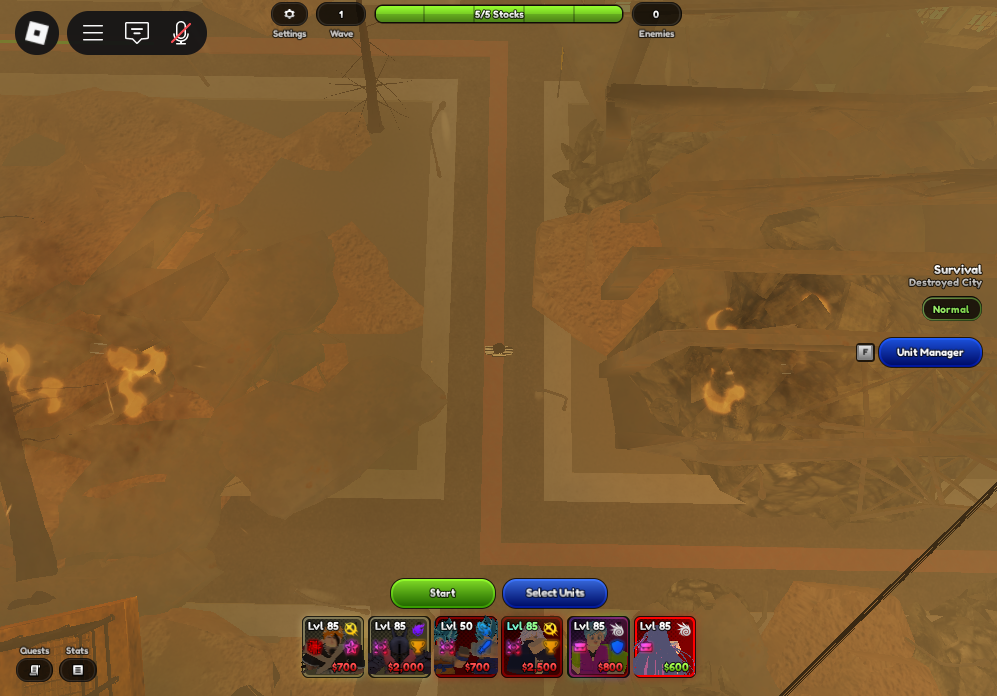 5/5 Stocks
1
0
Settings
Wave
Enemies
Survival
Destroyed City
Normal
F
Unit Manager
Start
Select Units
Lvl 85
Lvl 85
Lvl 50
Lvl 85
Lvl 85
Lvl 85
$700
$2,000
$700
$2,500
$800
$600
Quests
Stats